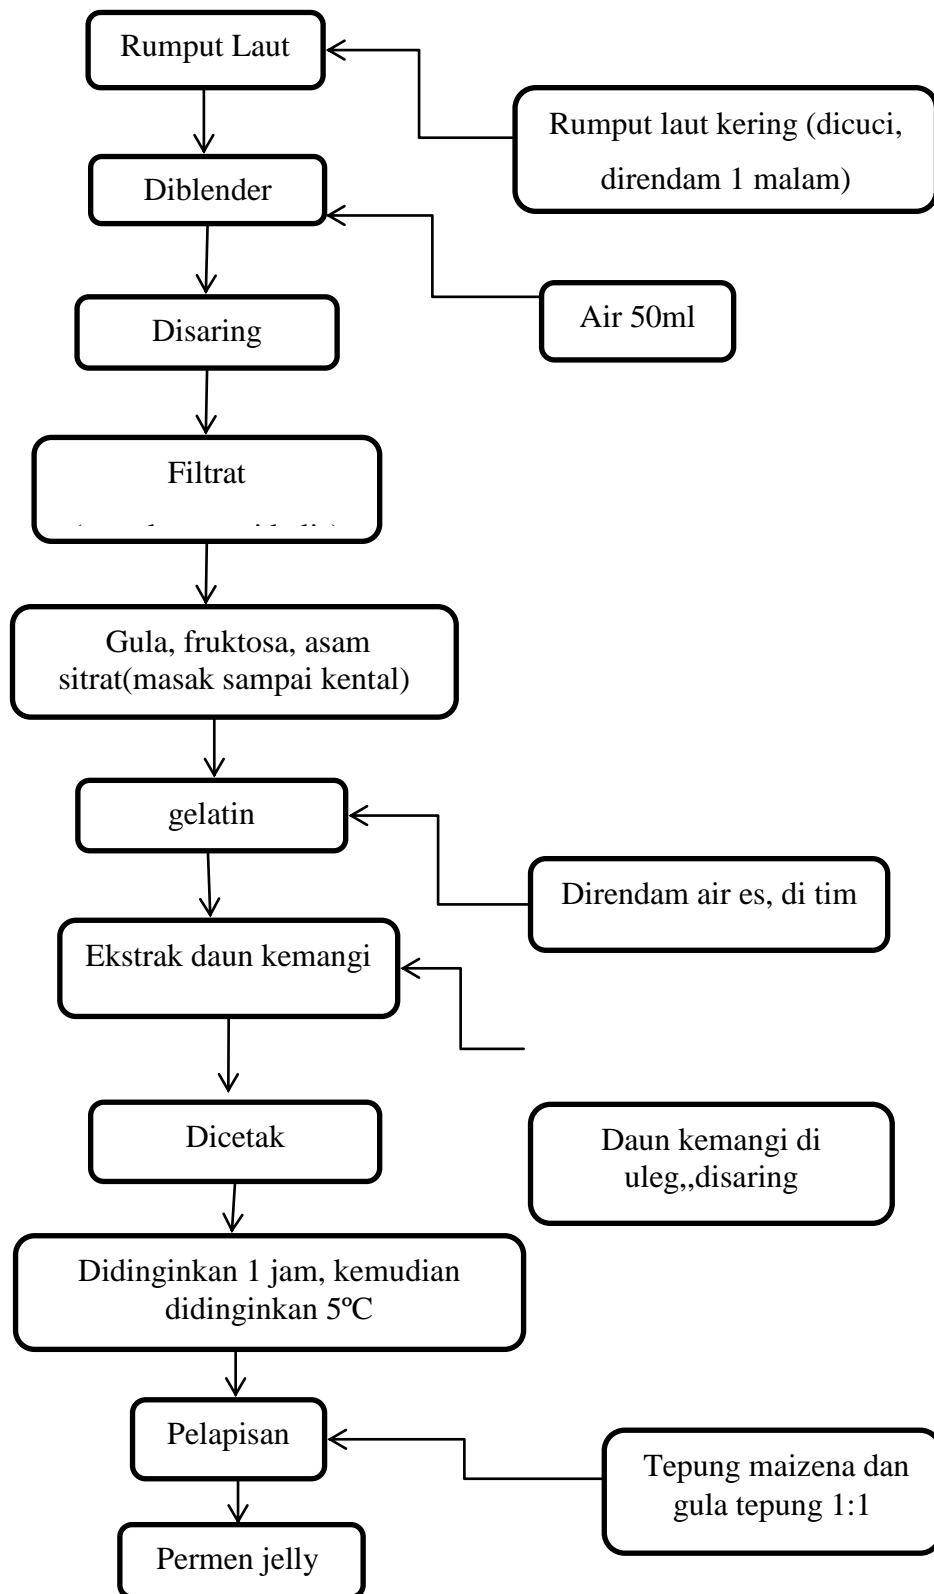 Rumput Laut
Rumput laut kering (dicuci,
direndam 1 malam)
Diblender
Air 50ml
Disaring
Filtrat
Gula, fruktosa, asam
sitrat(masak sampai kental)
gelatin
Direndam air es, di tim
Ekstrak daun kemangi
Dicetak
Daun kemangi di
uleg,,disaring
Didinginkan 1 jam, kemudian
didinginkan 5ºC
Pelapisan
Tepung maizena dan
gula tepung 1:1
Permen jelly